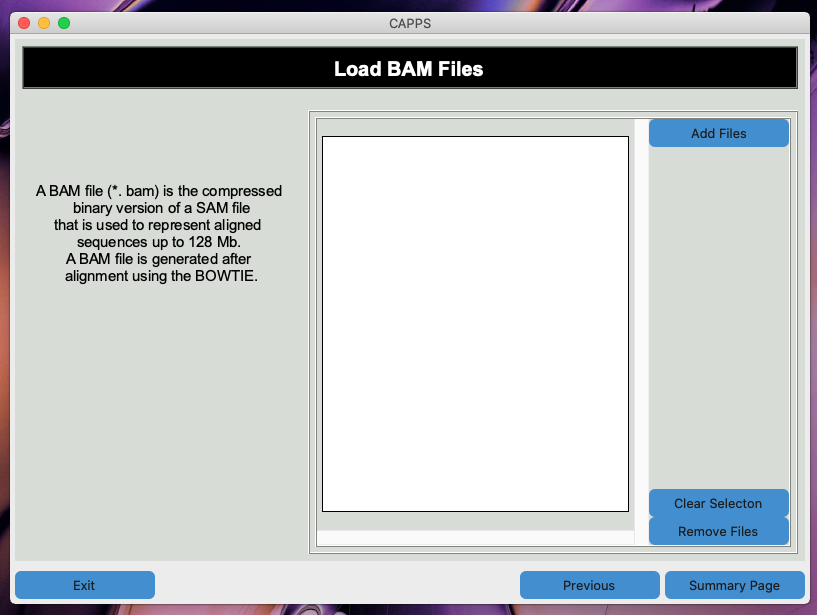 CAPPS
Load BAM Files
A BAM file (*. bam) is the compressed
binary version of a SAM file
that is used to represent aligned
sequences up to 128 Mb.
A BAM file is generated after
alignment using the BOWTIE.
Add Files
Clear Selecton
Remove Files
Exit
Previous
Summary Page